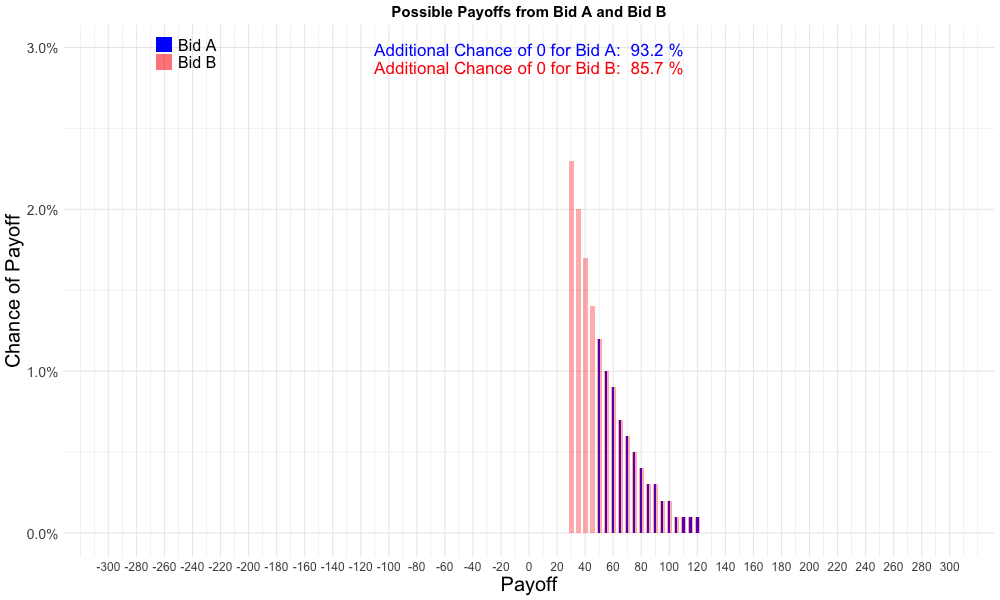 Possible Payoffs from Bid A and Bid B
Bid A
Bid B
Additional Chance of 0 for Bid A: 93.2 %
Additional Chance of 0 for Bid B: 85.7 %
Chance of Payoff
3.0%
2.0%
1.0%
0.0%
-300 -280 -260 -240 -220 -200 -180 -160 -140 -120 -100 -80 -60 -40 -20 0 20 40 60 80 100 120 140 160 180 200 220 240 260 280 300
Payoff